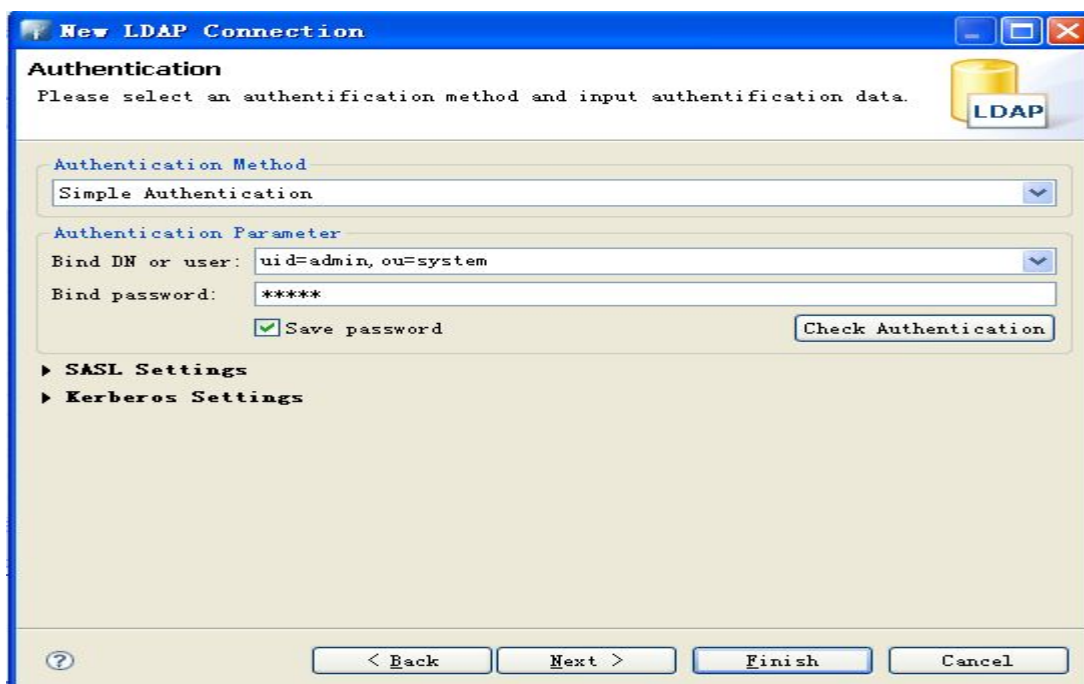 New LDAP Connection
Authentication
Please select an authentification method and input authentification data.
LDAP
Authentication Method
Simple Authentication
Authentication Parameter
Bind DN or user: uid=admin,ou=system
Bind password: *****
Save password Check Authentication
SASL Settings
Kerberos Settings
? < Back Next > Finish Cancel